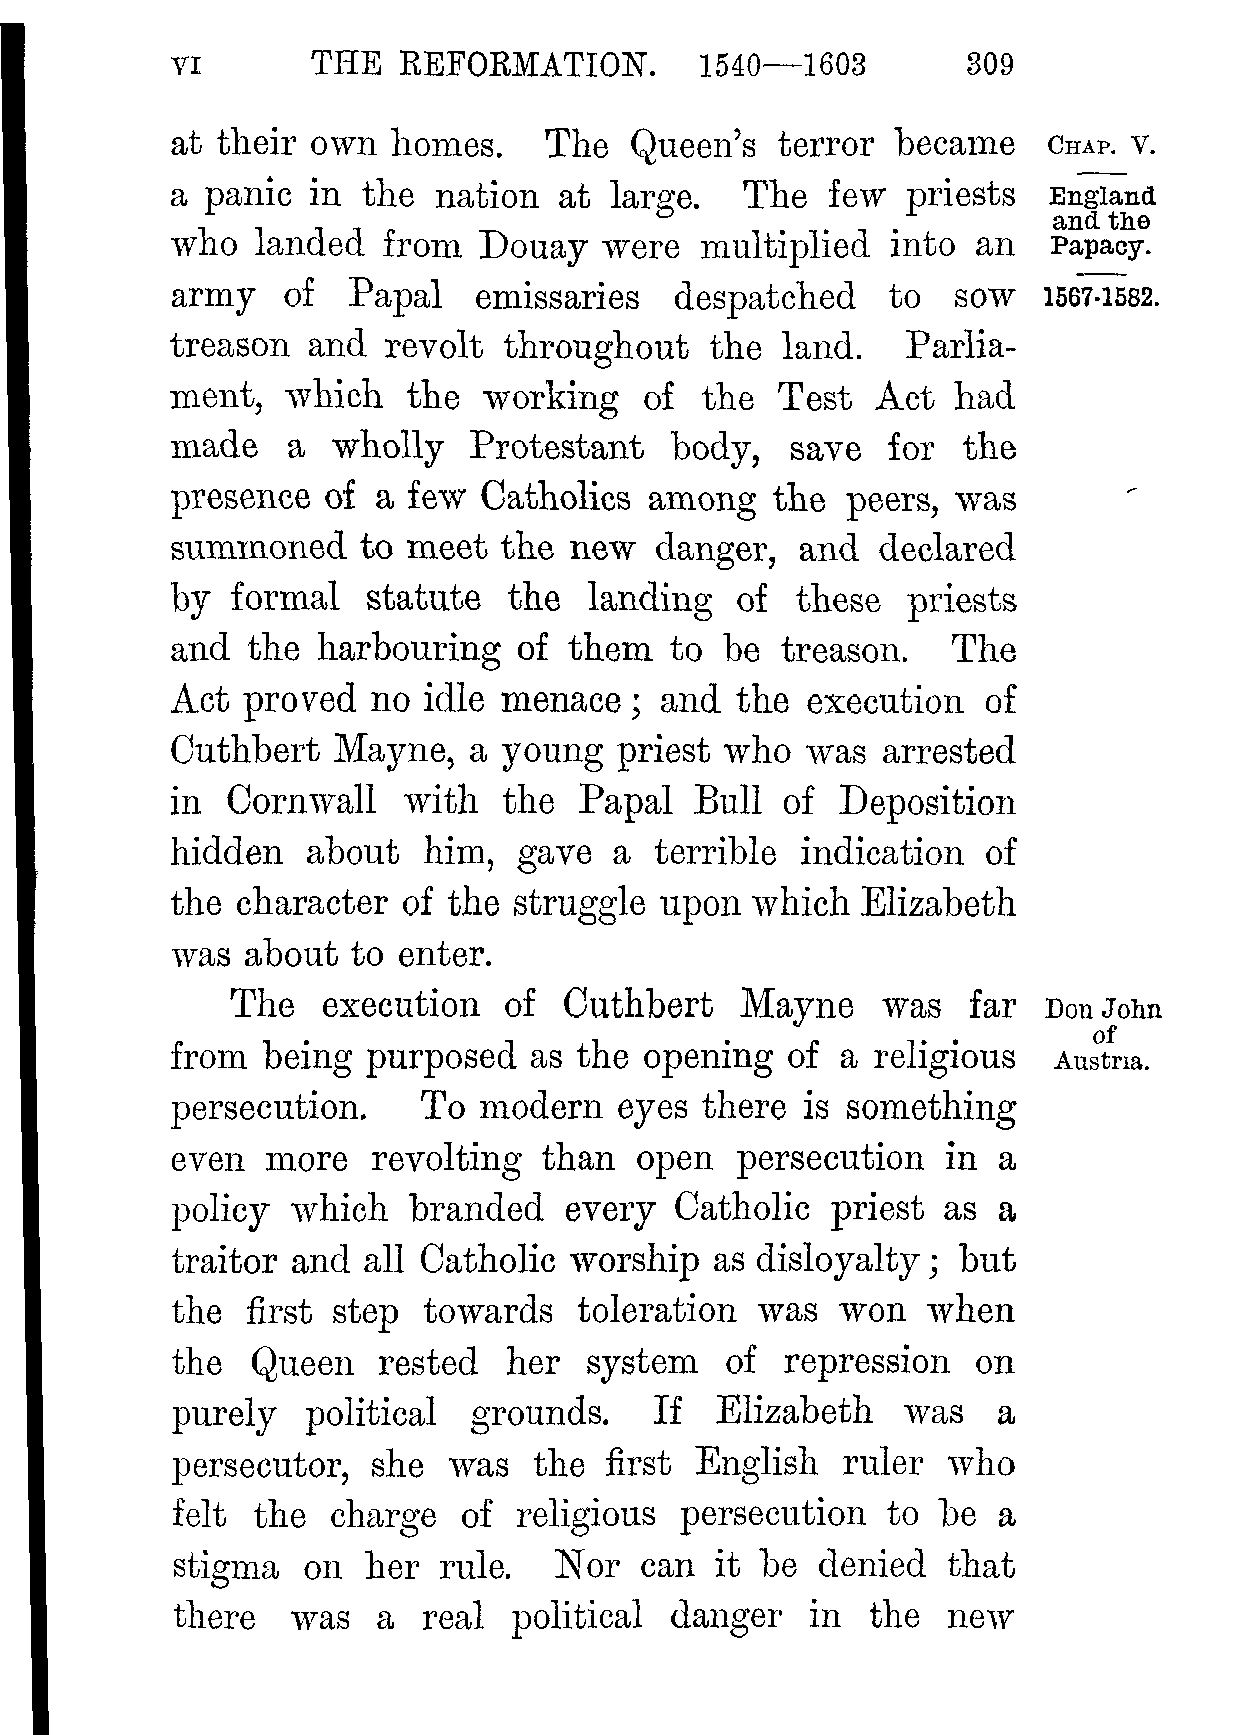 VI THE REFORMATION. 1540—1603 309
at their own homes. The Queen's terror became
a panic in the nation at large. The few priests
who landed from Douay were multiplied into an
army of Papal emissaries despatched to sow
treason and revolt throughout the land. Parlia-
ment, which the working of the Test Act had
made a wholly Protestant body, save for the
presence of a few Catholics among the peers, was
summoned to meet the new danger, and declared
by formal statute the landing of these priests
and the harbouring of them to be treason. The
Act proved no idle menace; and the execution of
Cuthbert Mayne, a young priest who was arrested
in Cornwall with the Papal Bull of Deposition
hidden about him, gave a terrible indication of
the character of the struggle upon which Elizabeth
was about to enter.
The execution of Cuthbert Mayne was far
from being purposed as the opening of a religious
persecution. To modern eyes there is something
even more revolting than open persecution in a
policy which branded every Catholic priest as a
traitor and all Catholic worship as disloyalty; but
the first step towards toleration was won when
the Queen rested her system of repression on
purely political grounds. If Elizabeth was a
persecutor, she was the first English ruler who
felt the charge of religious persecution to be a
stigma on her rule. Nor can it be denied that
there was a real political danger in the new
CHAP. V.
England
and the
Papacy.
1567-1582.
Don John
of
Austria.